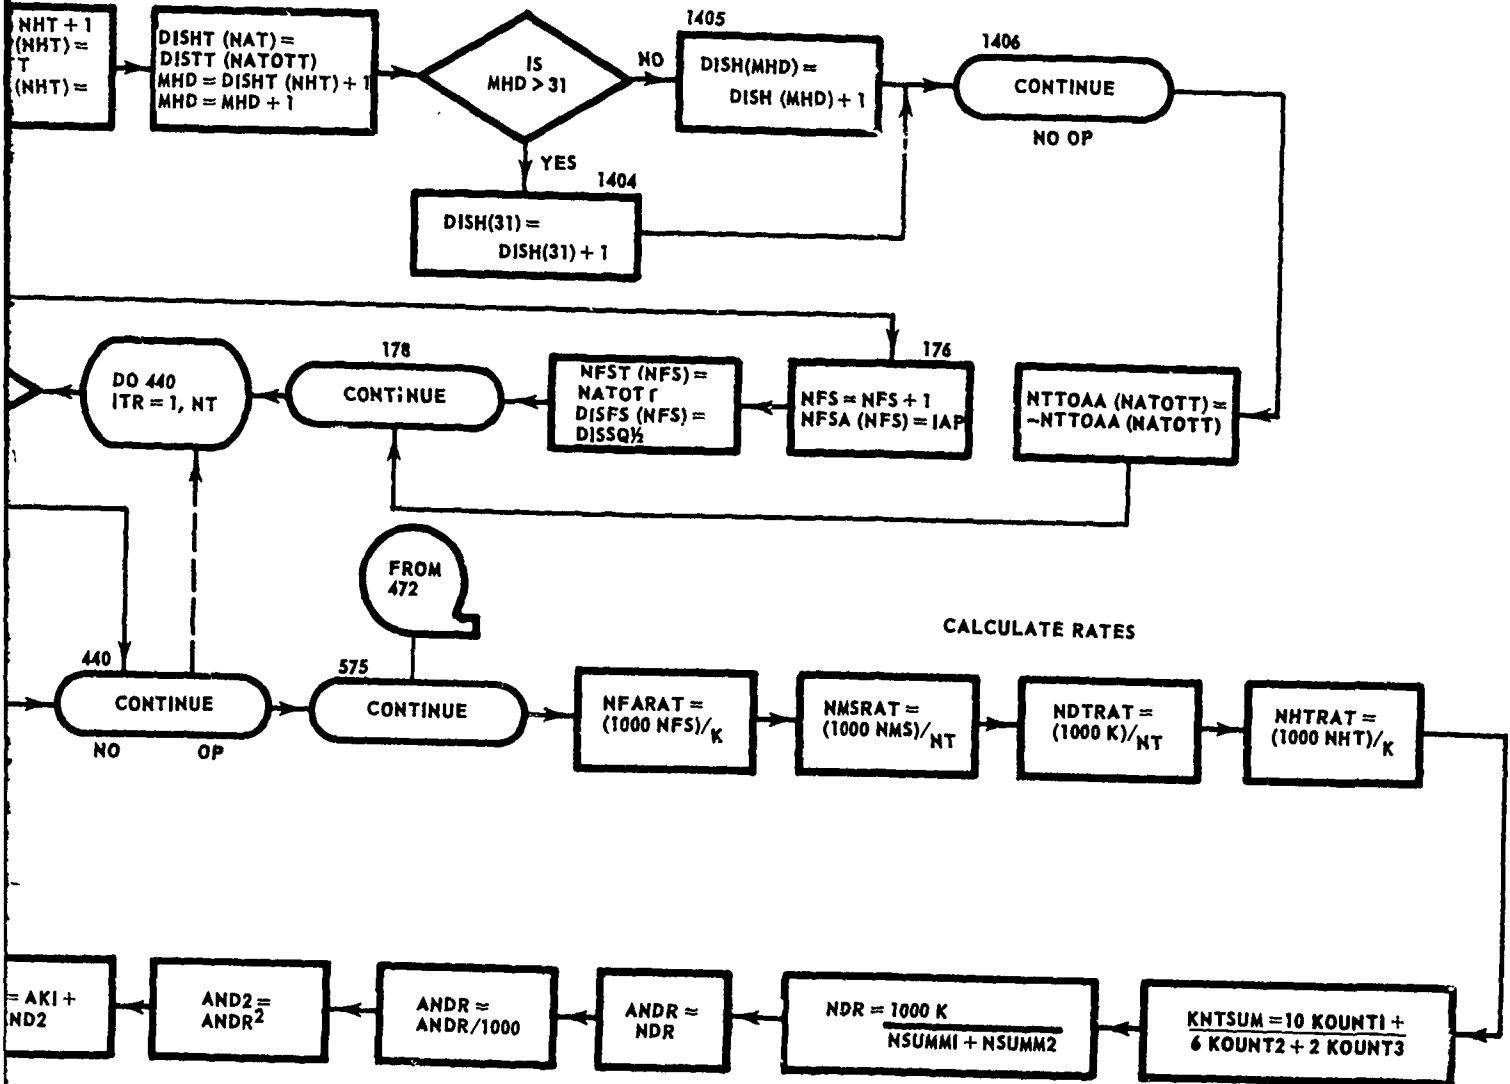 NHT + 1
(NHT) =
T
(NHT) =
DISHT (NAT) =
DISTT (NATOTT)
MHD = DISHT (NHT) + 1
MHD = MHD + 1
IS
MHD > 31
NO
YES
1405
DISH(MHD) =
DISH (MHD) + 1
1406
CONTINUE
NO OP
1404
DISH(31) =
DISH(31) + 1
DO 440
ITR = 1, NT
178
CONTINUE
NFST (NFS) =
NATOTT
DISFS (NFS) =
DISSQ½
176
NFS = NFS + 1
NFSA (NFS) = IAP
NTTOAA (NATOTT) =
-NTTOAA (NATOTT)
FROM
472
CALCULATE RATES
440
CONTINUE
NO OP
575
CONTINUE
NFARAT =
(1000 NFS)/K
NMSRAT =
(1000 NMS)/NT
NDTRAT =
(1000 K)/NT
NHTRAT =
(1000 NHT)/K
= AKI +
ND2
AND2 =
ANDR²
ANDR =
ANDR/1000
ANDR =
NDR
NDR = 1000 K
NSUMM1 + NSUMM2
KNTSUM = 10 KOUNT1 +
6 KOUNT2 + 2 KOUNT3